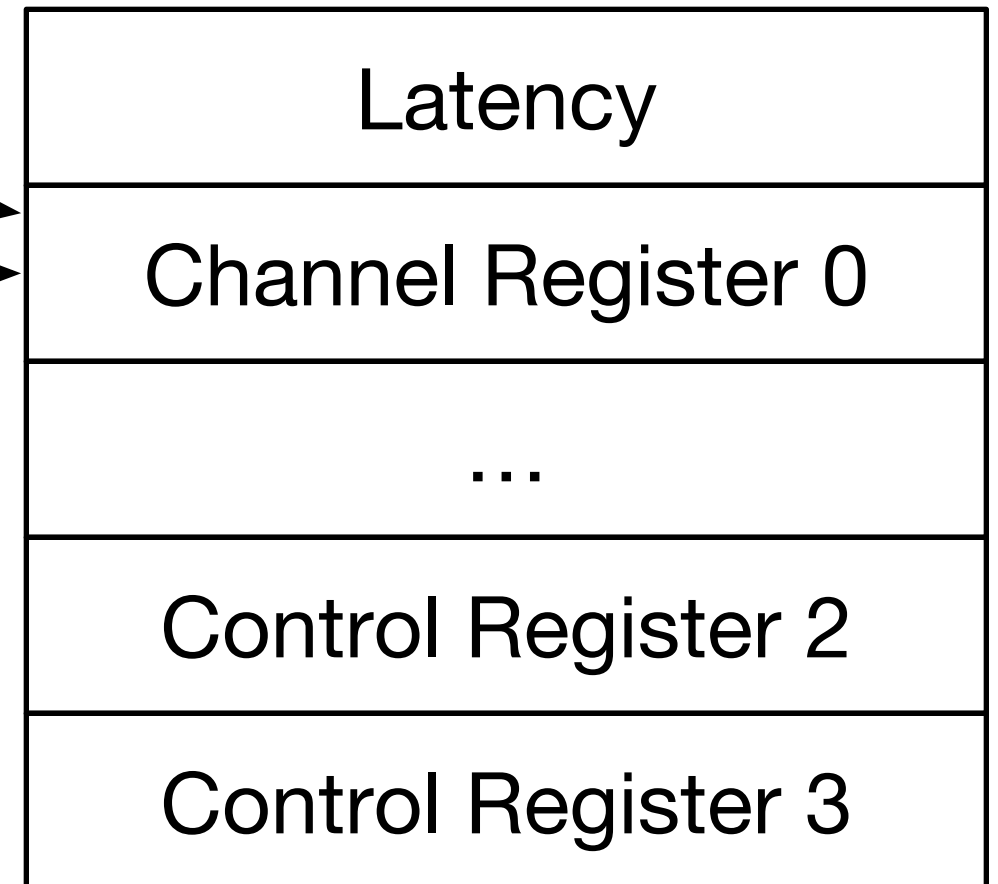 Latency
Channel Register 0
...
Control Register 2
Control Register 3